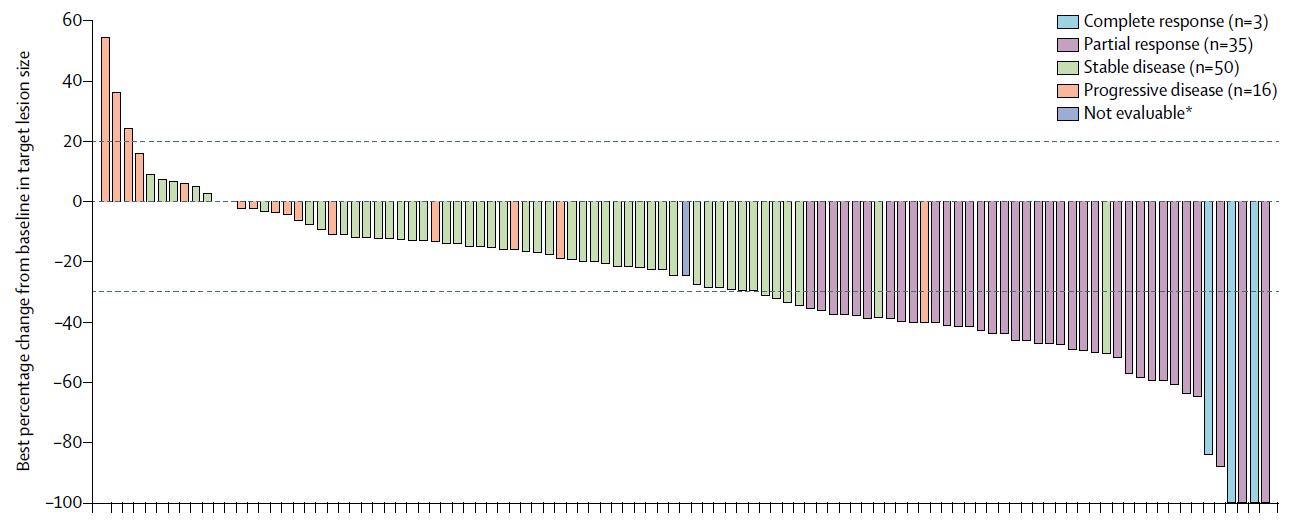 Best percentage change from baseline in target lesion size
60
40
20
0
−20
−40
−60
−80
−100
Complete response (n=3)
Partial response (n=35)
Stable disease (n=50)
Progressive disease (n=16)
Not evaluable*